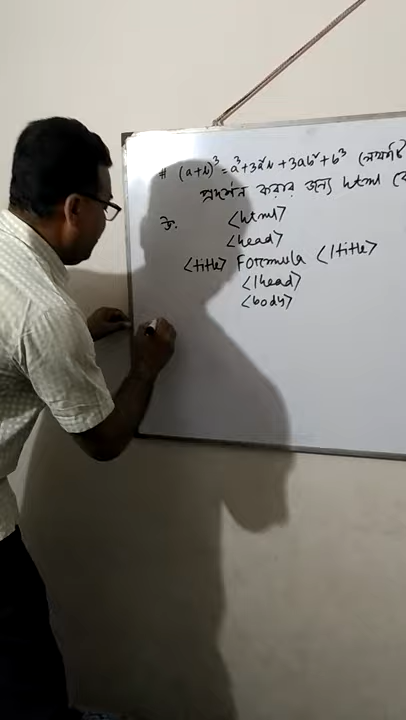 # (a+b)³ = a³+3a²b+3ab²+b³
প্রদর্শন করার জন্য html
উ: <html>
<head>
<title> Formula </title>
</head>
<body>